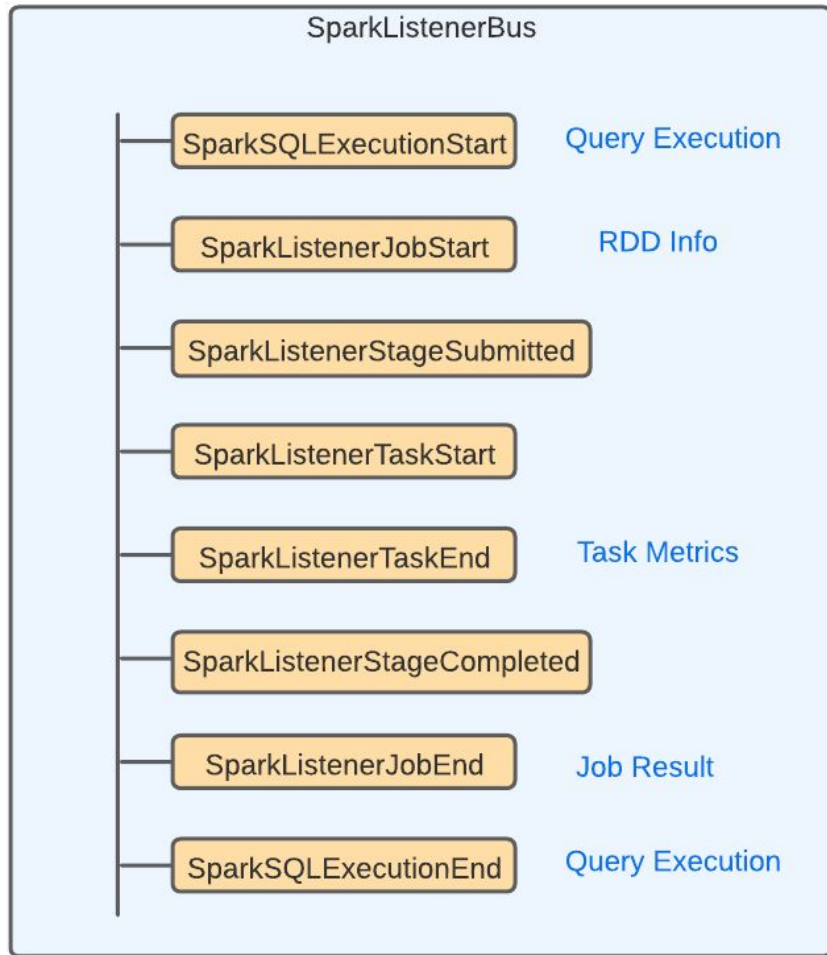 SparkListenerBus
SparkSQLExecutionStart Query Execution
SparkListenerJobStart RDD Info
SparkListenerStageSubmitted
SparkListenerTaskStart
SparkListenerTaskEnd Task Metrics
SparkListenerStageCompleted
SparkListenerJobEnd Job Result
SparkSQLExecutionEnd Query Execution